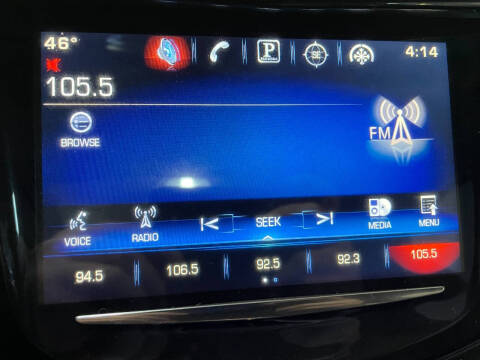 46°
4:14
P
SE
105.5
FM
BROWSE
VOICE
RADIO
SEEK
MEDIA
MENU
94.5
106.5
92.5
92.3
105.5